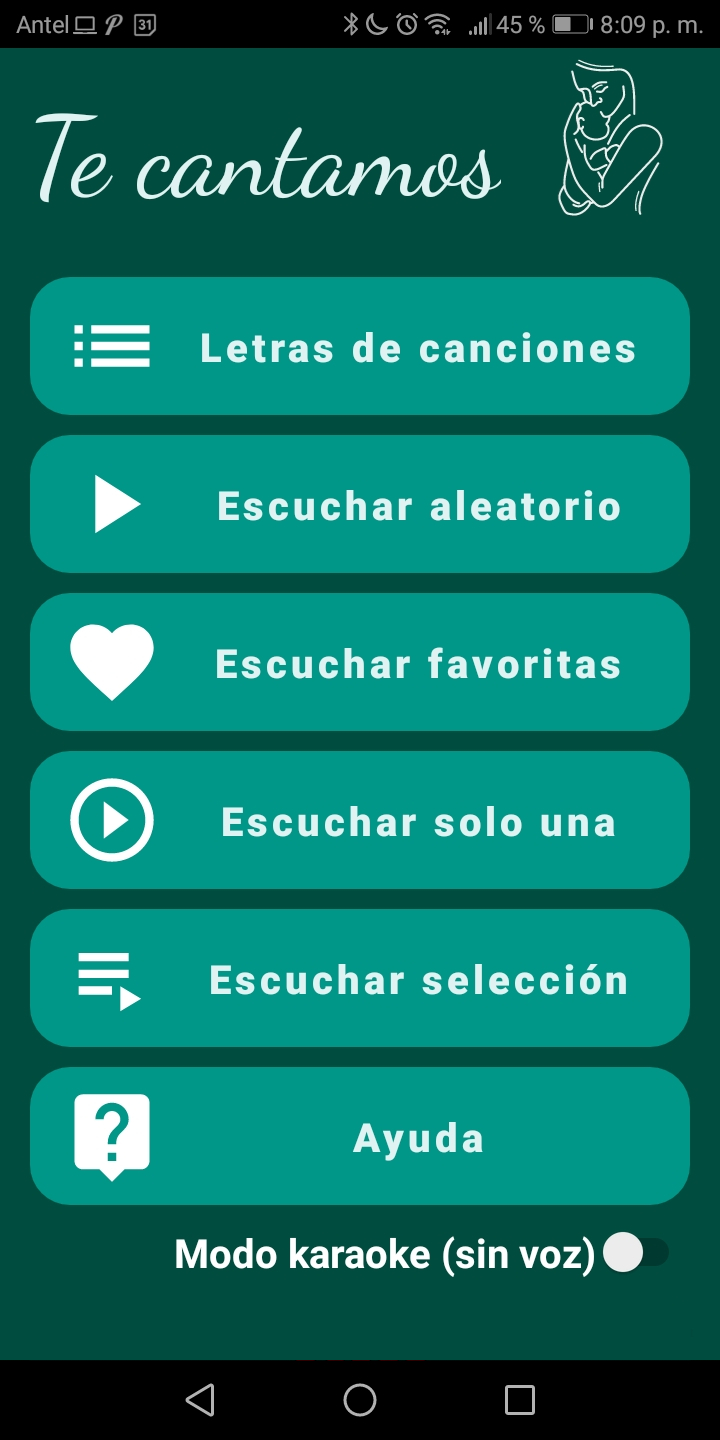 Antel 31 45 % 8:09 p. m.
Te cantamos
Letras de canciones
Escuchar aleatorio
Escuchar favoritas
Escuchar solo una
Escuchar selección
Ayuda
Modo karaoke (sin voz)